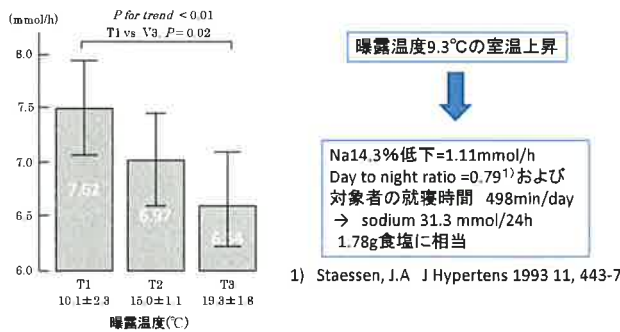 (mmol/h)
P for trend <0.01
T1 vs V3, P=0.02
8.0
7.5
7.0
6.5
6.0
7.62
6.97
T1
T2
T3
10.1±2.3
15.0±1.1
19.3±1.8
曝露温度(℃)
曝露温度9.3℃の室温上昇
Na14.3%低下=1.11mmol/h
Day to night ratio =0.79¹⁾および
対象者の就寝時間 498min/day
→ sodium 31.3 mmol/24h
1.78g食塩に相当
1) Staessen, J.A J Hypertens 1993 11, 443-7